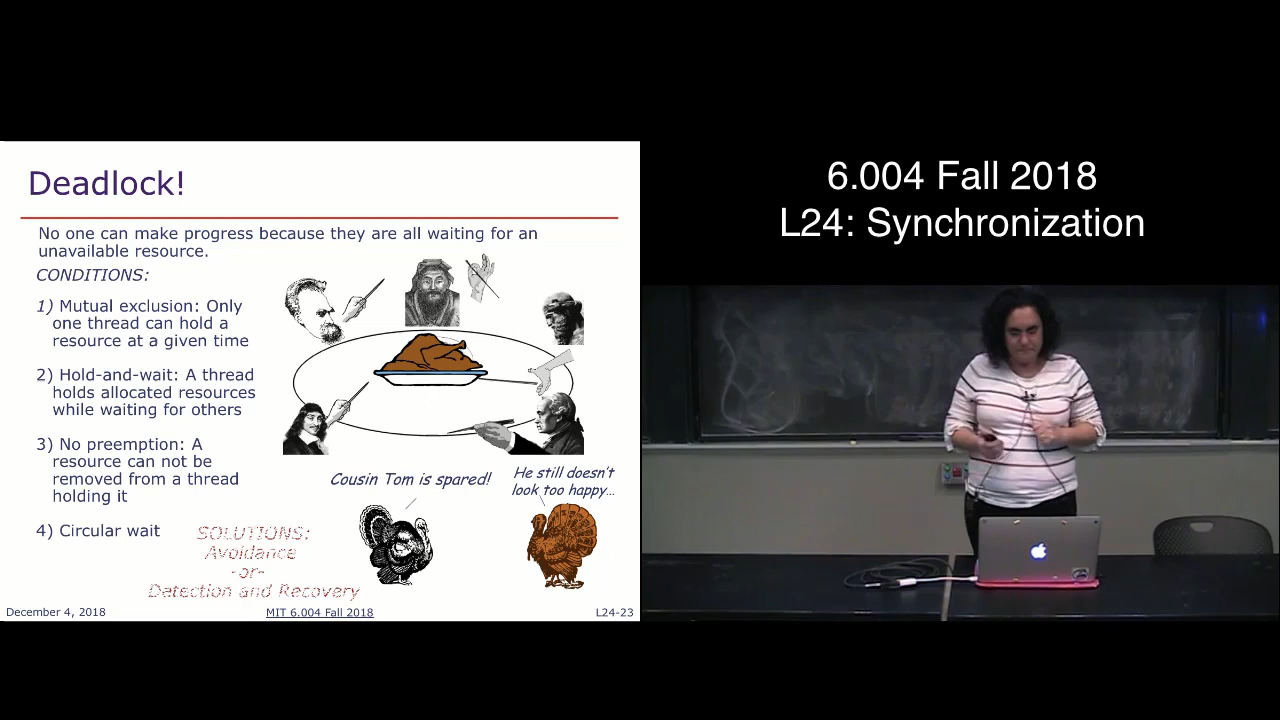 Deadlock!
No one can make progress because they are all waiting for an
unavailable resource.
CONDITIONS:
1) Mutual exclusion: Only
one thread can hold a
resource at a given time
2) Hold-and-wait: A thread
holds allocated resources
while waiting for others
3) No preemption: A
resource can not be
removed from a thread
holding it
4) Circular wait
SOLUTIONS:
Avoidance
-or-
Detection and Recovery
Cousin Tom is spared!
He still doesn't
look too happy...
December 4, 2018
MIT 6.004 Fall 2018
L24-23
6.004 Fall 2018
L24: Synchronization